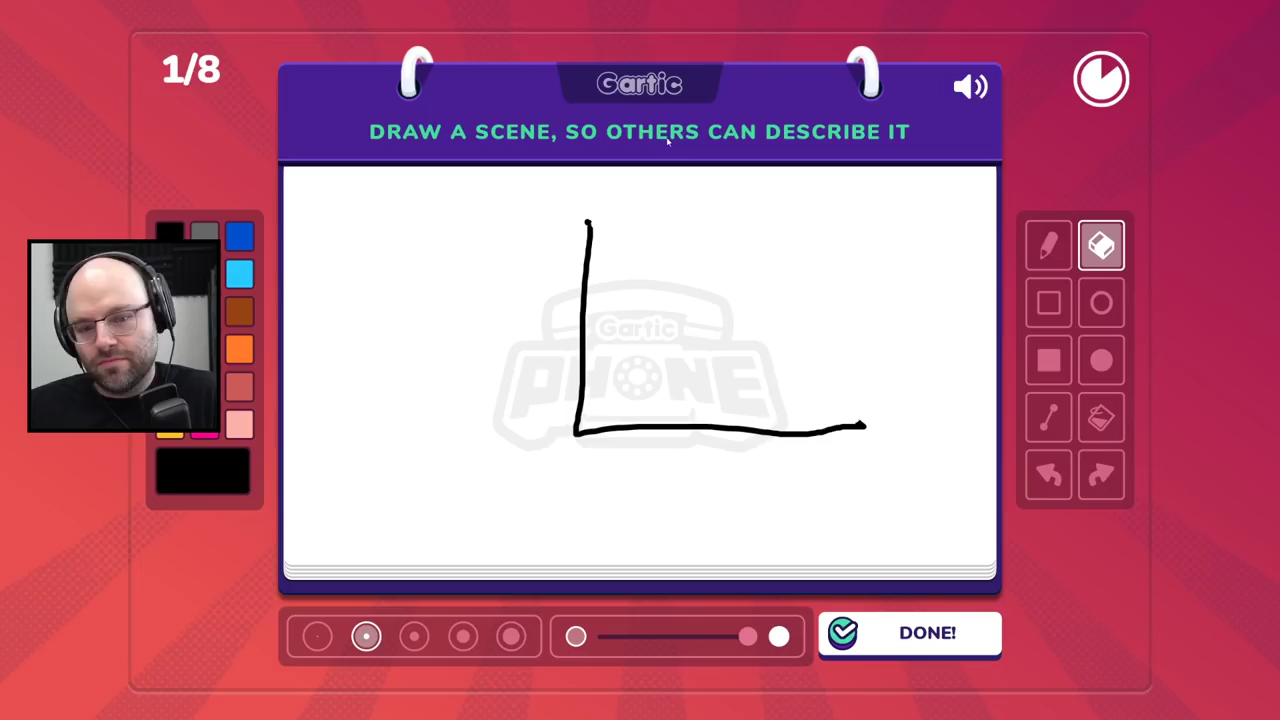 1/8
Gartic
DRAW A SCENE, SO OTHERS CAN DESCRIBE IT
Gartic
PHONE
DONE!